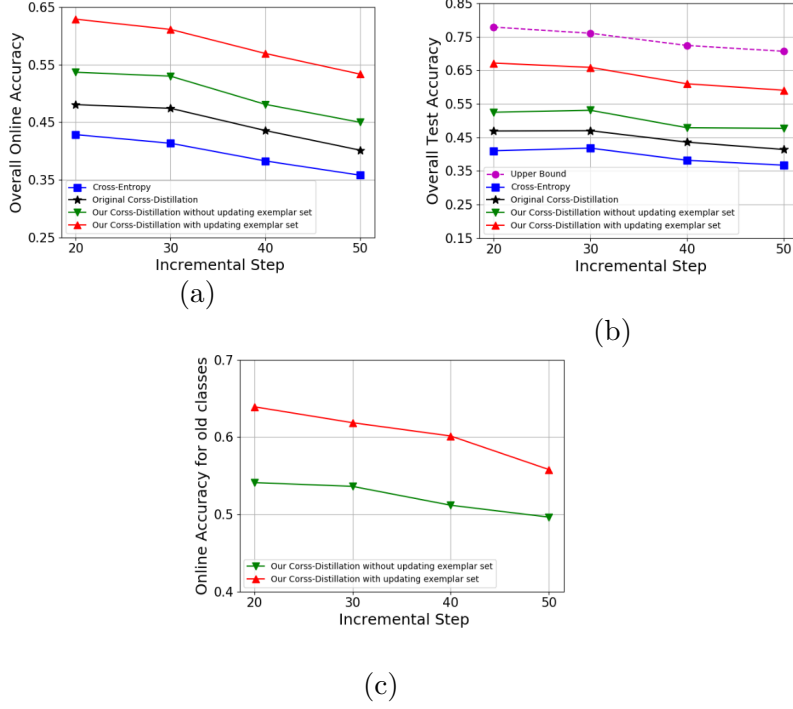 0.65
0.55
0.45
0.35
0.25
Overall Online Accuracy
Cross-Entropy
Original Corss-Distillation
Our Corss-Distillation without updating exemplar set
Our Corss-Distillation with updating exemplar set
20 30 40 50
Incremental Step
(a)
0.85
0.75
0.65
0.55
0.45
0.35
0.25
0.15
Overall Test Accuracy
Upper Bound
Cross-Entropy
Original Corss-Distillation
Our Corss-Distillation without updating exemplar set
Our Corss-Distillation with updating exemplar set
20 30 40 50
Incremental Step
(b)
0.7
0.6
0.5
0.4
Online Accuracy for old classes
Our Corss-Distillation without updating exemplar set
Our Corss-Distillation with updating exemplar set
20 30 40 50
Incremental Step
(c)